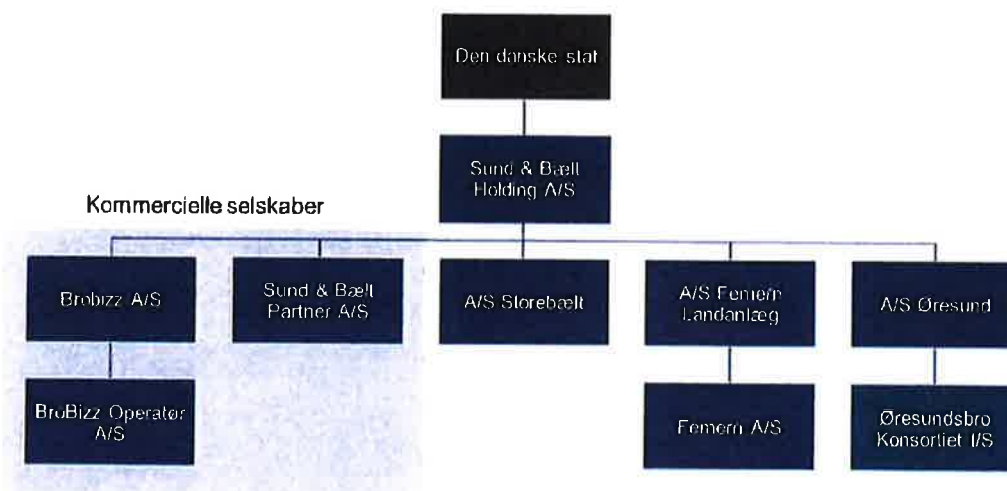 Den danske stat
Sund & Bælt
Holding A/S
Kommercielle selskaber
Brobizz A/S
Sund & Bælt
Partner A/S
A/S Storebælt
A/S Femern
Landanlæg
A/S Øresund
BroBizz Operatør
A/S
Femern A/S
Øresundsbro
Konsortiet I/S